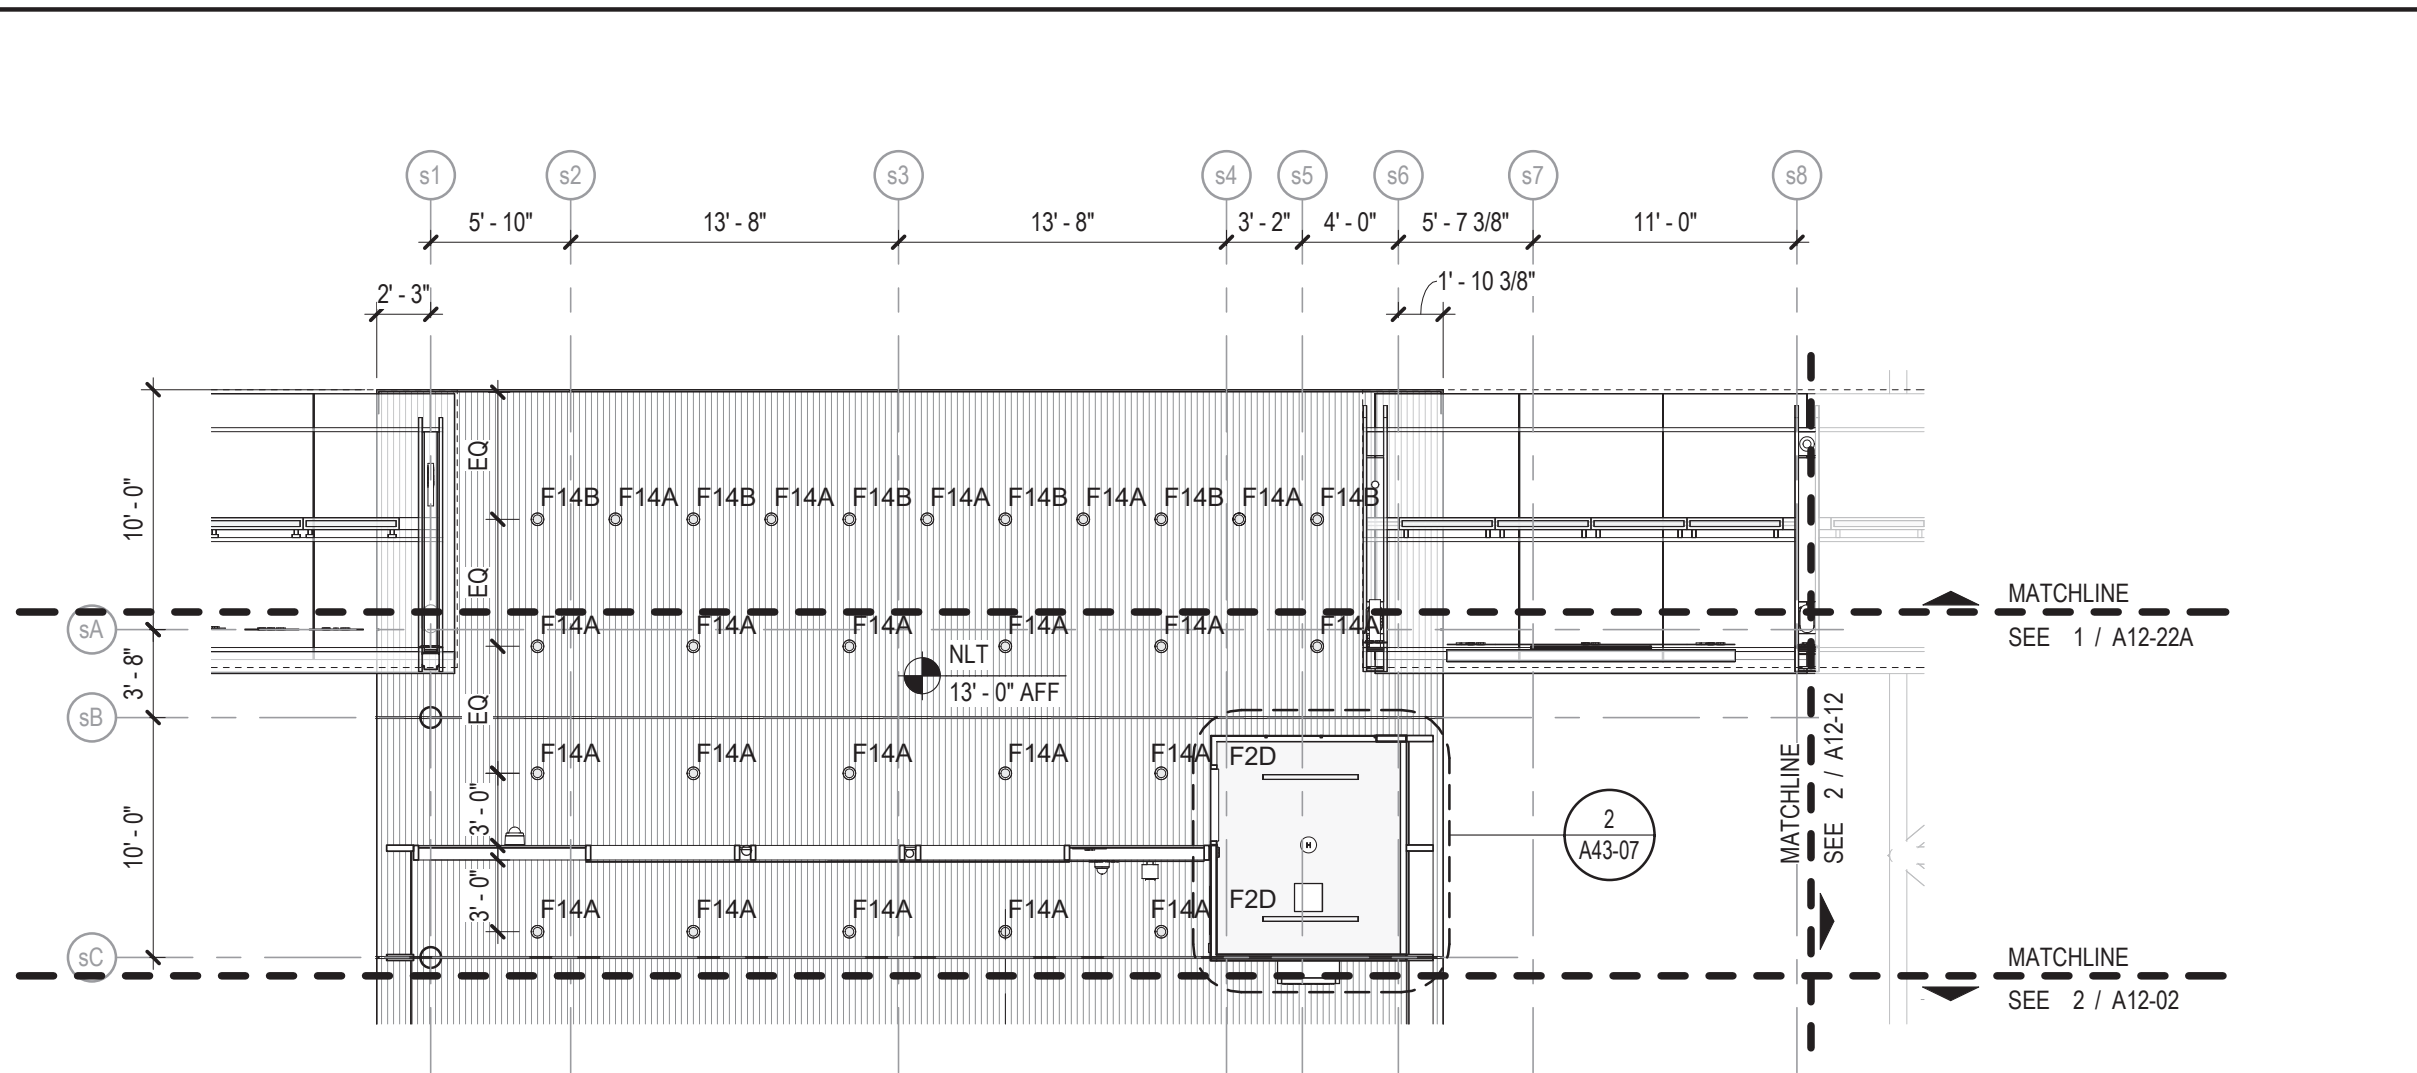 s1 s2 s3 s4 s5 s6 s7 s8
5' - 10" 13' - 8" 13' - 8" 3' - 2" 4' - 0" 5' - 7 3/8" 11' - 0"
2' - 3" 1' - 10 3/8"
10' - 0"
3' - 8"
10' - 0"
EQ
EQ
EQ
3' - 0"
3' - 0"
F14B F14A F14B F14A F14B F14A F14B F14A F14B F14A F14B
MATCHLINE
SEE 1 / A12-22A
sA
F14A F14A F14A F14A F14A F14A
NLT
13' - 0" AFF
sB
F14A F14A F14A F14A F14A F2D
MATCHLINE
SEE 2 / A12-12
2
A43-07
H
F14A F14A F14A F14A F14A F2D
sC
MATCHLINE
SEE 2 / A12-02